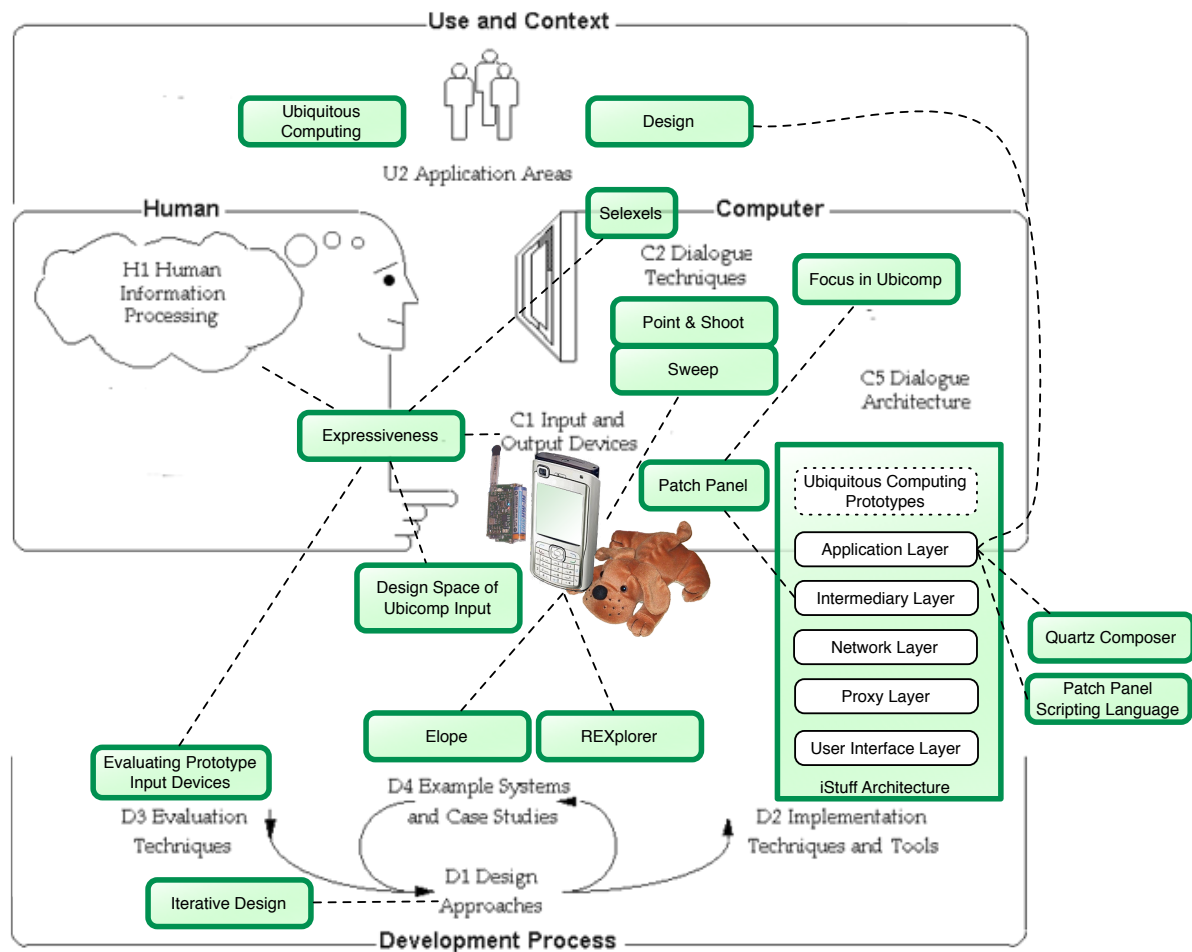 Use and Context
Ubiquitous
Computing
Design
U2 Application Areas
Human
Selexels
Computer
H1 Human
Information
Processing
C2 Dialogue
Techniques
Focus in Ubicomp
Point & Shoot
Sweep
C5 Dialogue
Architecture
Expressiveness
C1 Input and
Output Devices
Patch Panel
Ubiquitous Computing
Prototypes
Application Layer
Intermediary Layer
Network Layer
Proxy Layer
User Interface Layer
iStuff Architecture
Design Space of
Ubicomp Input
Quartz Composer
Patch Panel
Scripting Language
Elope
REXplorer
Evaluating Prototype
Input Devices
D3 Evaluation
Techniques
D4 Example Systems
and Case Studies
D2 Implementation
Techniques and Tools
D1 Design
Approaches
Iterative Design
Development Process